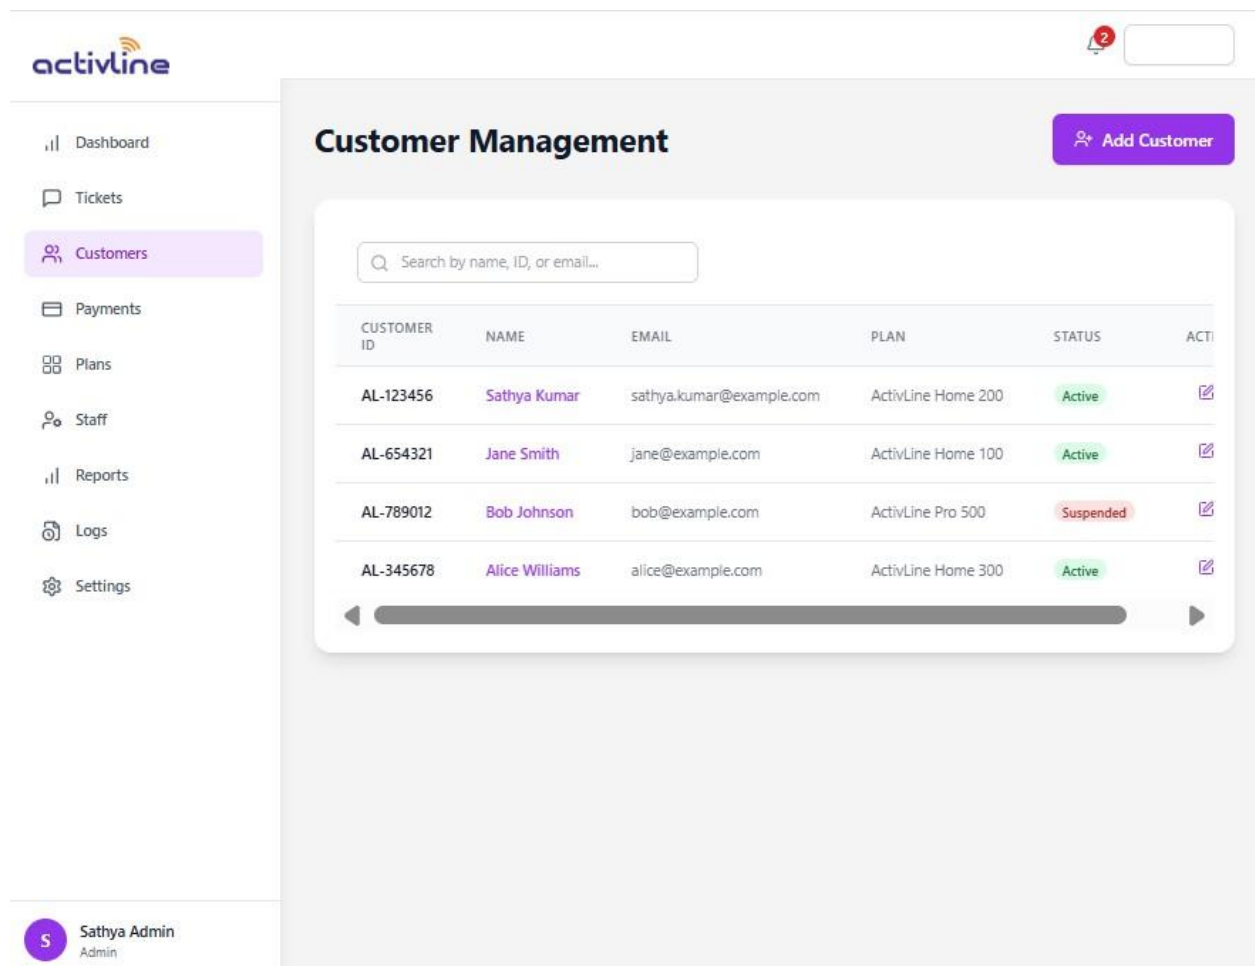 activline
2
Dashboard
Tickets
Customers
Payments
Plans
Staff
Reports
Logs
Settings
Sathya Admin
S
Admin
Customer Management
Add Customer
Search by name, ID, or email...
CUSTOMER ID NAME EMAIL PLAN STATUS ACTI
AL-123456 Sathya Kumar sathya.kumar@example.com ActivLine Home 200 Active
AL-654321 Jane Smith jane@example.com ActivLine Home 100 Active
AL-789012 Bob Johnson bob@example.com ActivLine Pro 500 Suspended
AL-345678 Alice Williams alice@example.com ActivLine Home 300 Active